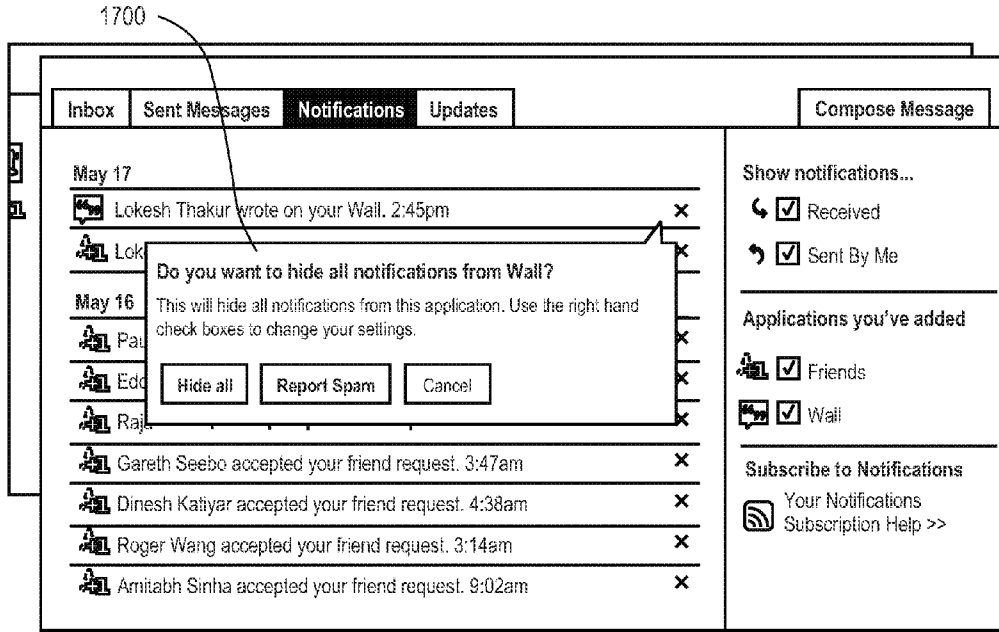 1700
Inbox Sent Messages Notifications Updates Compose Message
May 17
Lokesh Thakur wrote on your Wall. 2:45pm
Lok
Do you want to hide all notifications from Wall?
This will hide all notifications from this application. Use the right hand
check boxes to change your settings.
Hide all Report Spam Cancel
May 16
Pau
Edo
Raj
Gareth Seebo accepted your friend request. 3:47am
Dinesh Katiyar accepted your friend request. 4:38am
Roger Wang accepted your friend request. 3:14am
Amitabh Sinha accepted your friend request. 9:02am
Show notifications...
Received
Sent By Me
Applications you've added
Friends
Wall
Subscribe to Notifications
Your Notifications
Subscription Help >>